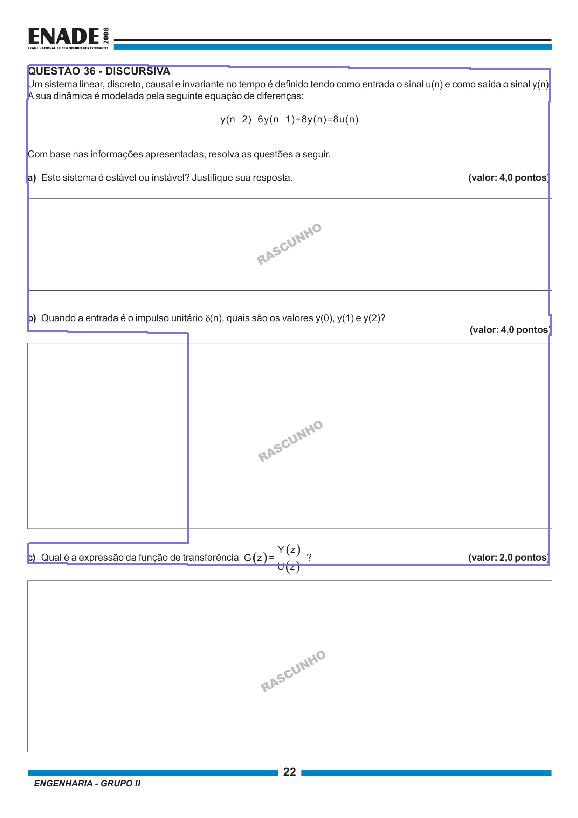 ENADE 2008
QUESTÃO 36 - DISCURSIVA
Um sistema linear, discreto, causal e invariante no tempo é definido tendo como entrada o sinal u(n) e como saída o sinal y(n)
A sua dinâmica é modelada pela seguinte equação de diferenças:
y(n 2) 6y(n 1)+8y(n)=8u(n)
Com base nas informações apresentadas, resolva as questões a seguir.
a) Este sistema é estável ou instável? Justifique sua resposta. (valor: 4,0 pontos)
RASCUNHO
b) Quando a entrada é o impulso unitário δ(n), quais são os valores y(0), y(1) e y(2)?
(valor: 4,0 pontos)
RASCUNHO
c) Qual é a expressão da função de transferência G(z)=Y(z)/U(z) ? (valor: 2,0 pontos)
RASCUNHO
22
ENGENHARIA - GRUPO II